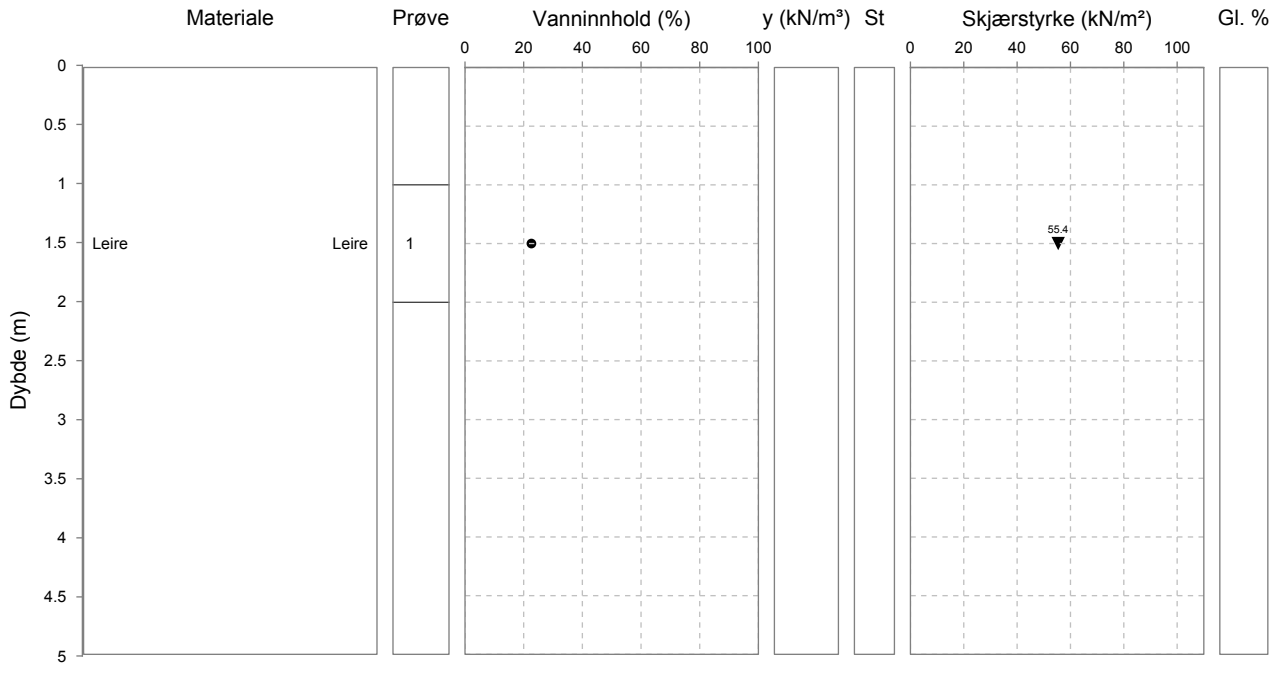 Materiale Prøve Vanninnhold (%) y (kN/m³) St Skjærstyrke (kN/m²) Gl. %
0 20 40 60 80 100 0 20 40 60 80 100
0
0.5
1
55.4
1.5 Leire Leire 1
2
2.5
3
3.5
4
4.5
5
Dybde (m)